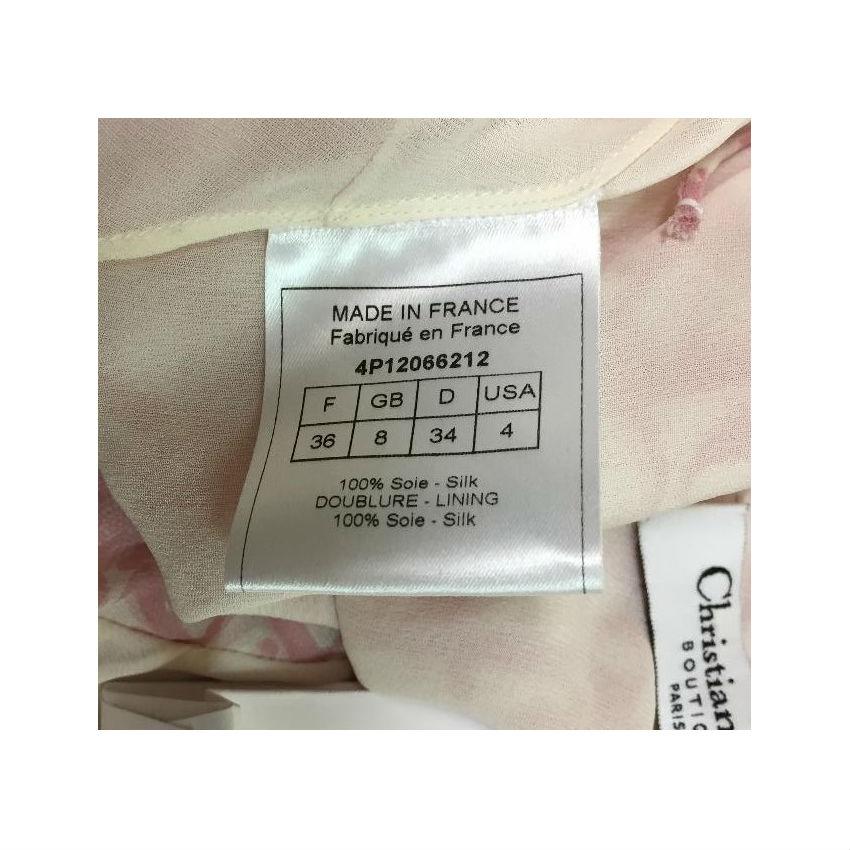 MADE IN FRANCE
Fabriqué en France
4P12066212
F GB D USA
36 8 34 4
100% Soie - Silk
DOUBLURE - LINING
100% Soie - Silk
Christian
BOUTIQ
PARIS